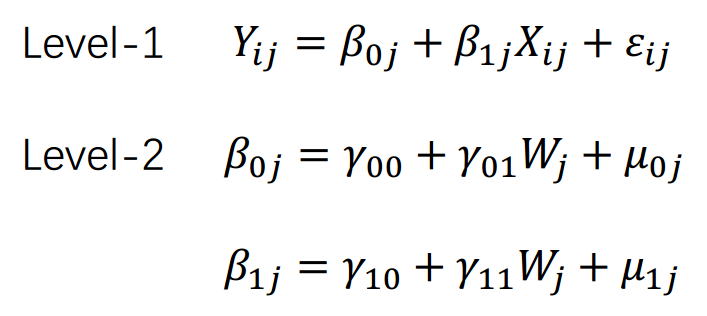 Level-1 Yᵢⱼ = β₀ⱼ + β₁ⱼXᵢⱼ + εᵢⱼ
Level-2 β₀ⱼ = γ₀₀ + γ₀₁Wⱼ + μ₀ⱼ
β₁ⱼ = γ₁₀ + γ₁₁Wⱼ + μ₁ⱼ